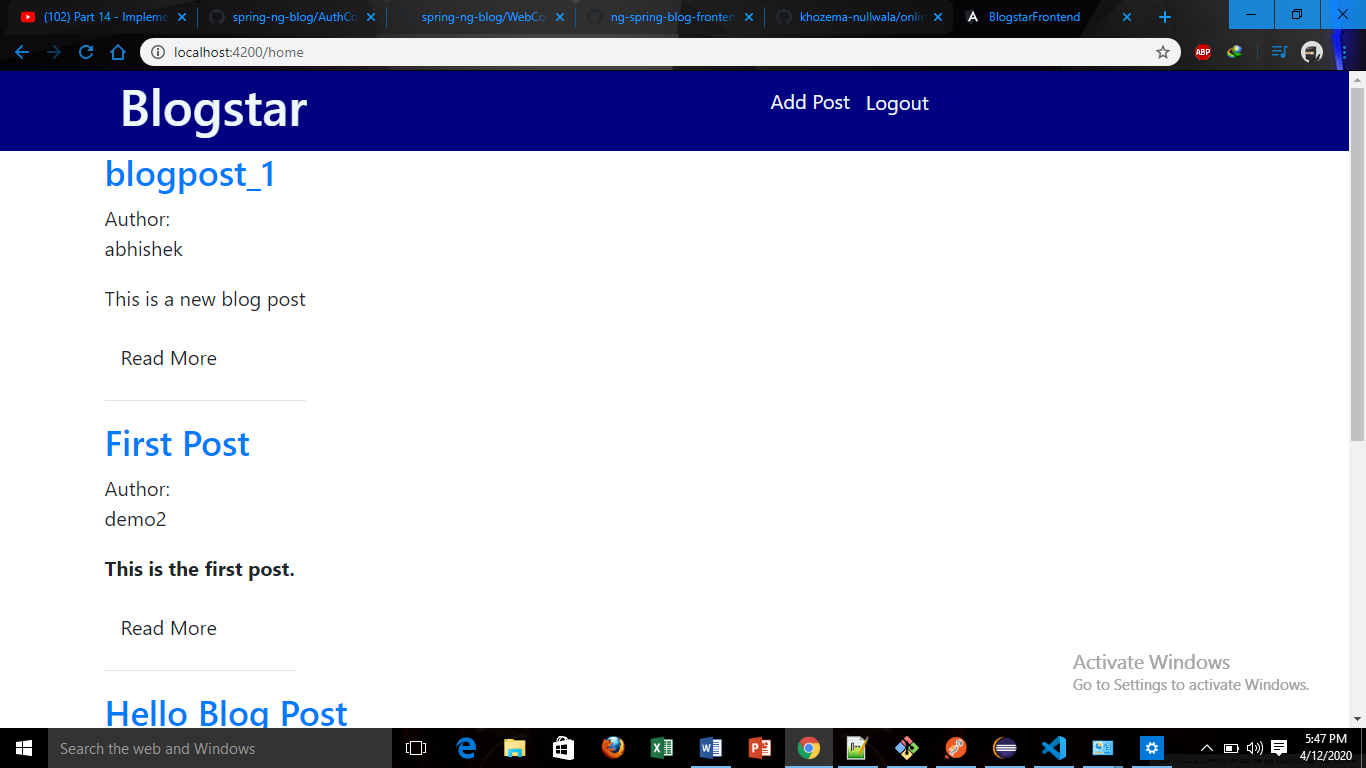 (102) Part 14 - Impleme
spring-ng-blog/AuthCo
spring-ng-blog/WebCo
ng-spring-blog-fronten
khozema-nullwala/onlin
BlogstarFrontend
localhost:4200/home
ABP
Blogstar
Add Post
Logout
blogpost_1
Author:
abhishek
This is a new blog post
Read More
First Post
Author:
demo2
This is the first post.
Read More
Hello Blog Post
Activate Windows
Go to Settings to activate Windows.
Search the web and Windows
5:47 PM
4/12/2020